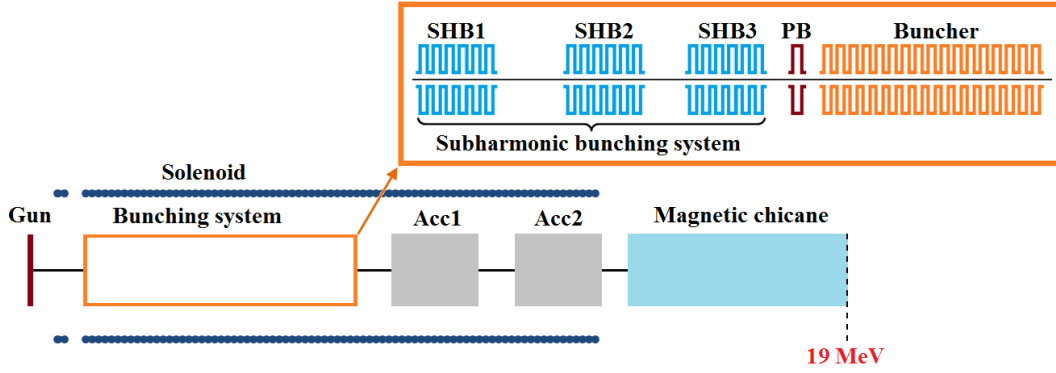 SHB1 SHB2 SHB3 PB Buncher
Subharmonic bunching system
Solenoid
Gun Bunching system Acc1 Acc2 Magnetic chicane
19 MeV